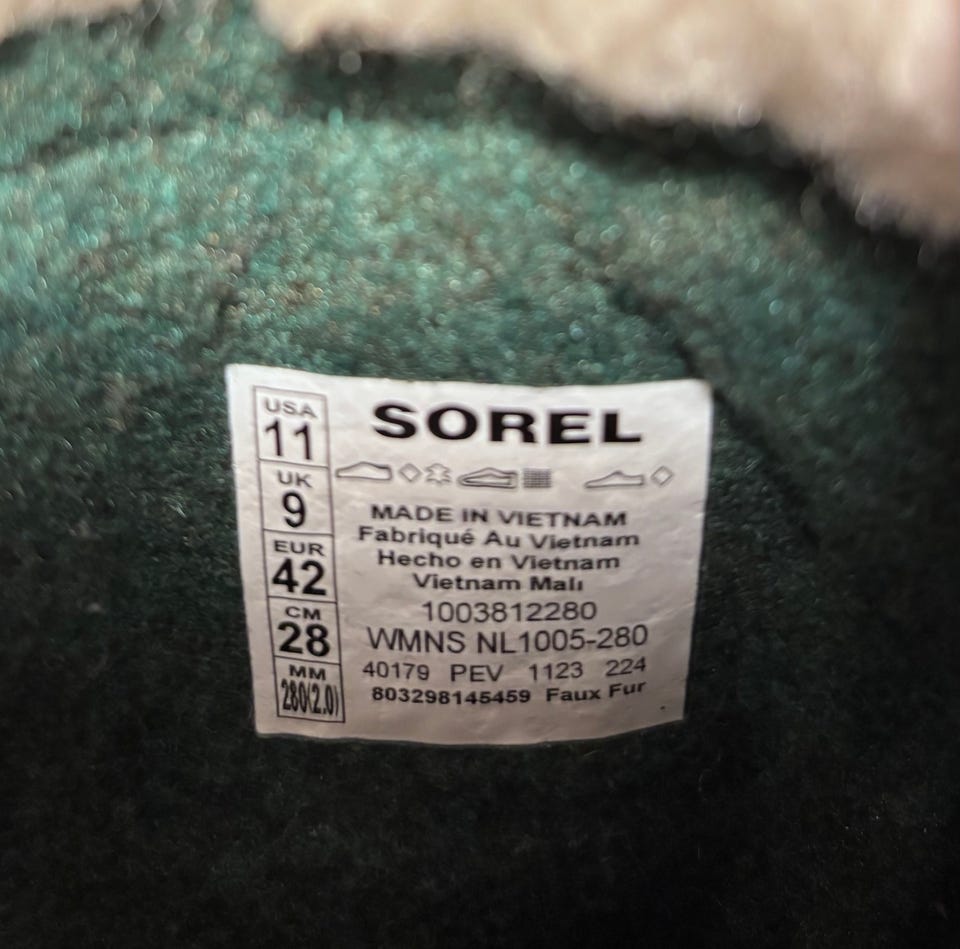 USA
11
UK
9
EUR
42
CM
28
MM
280(2.0)
SOREL
MADE IN VIETNAM
Fabriqué Au Vietnam
Hecho en Vietnam
Vietnam Malı
1003812280
WMNS NL1005-280
40179 PEV 1123 224
803298145459 Faux Fur